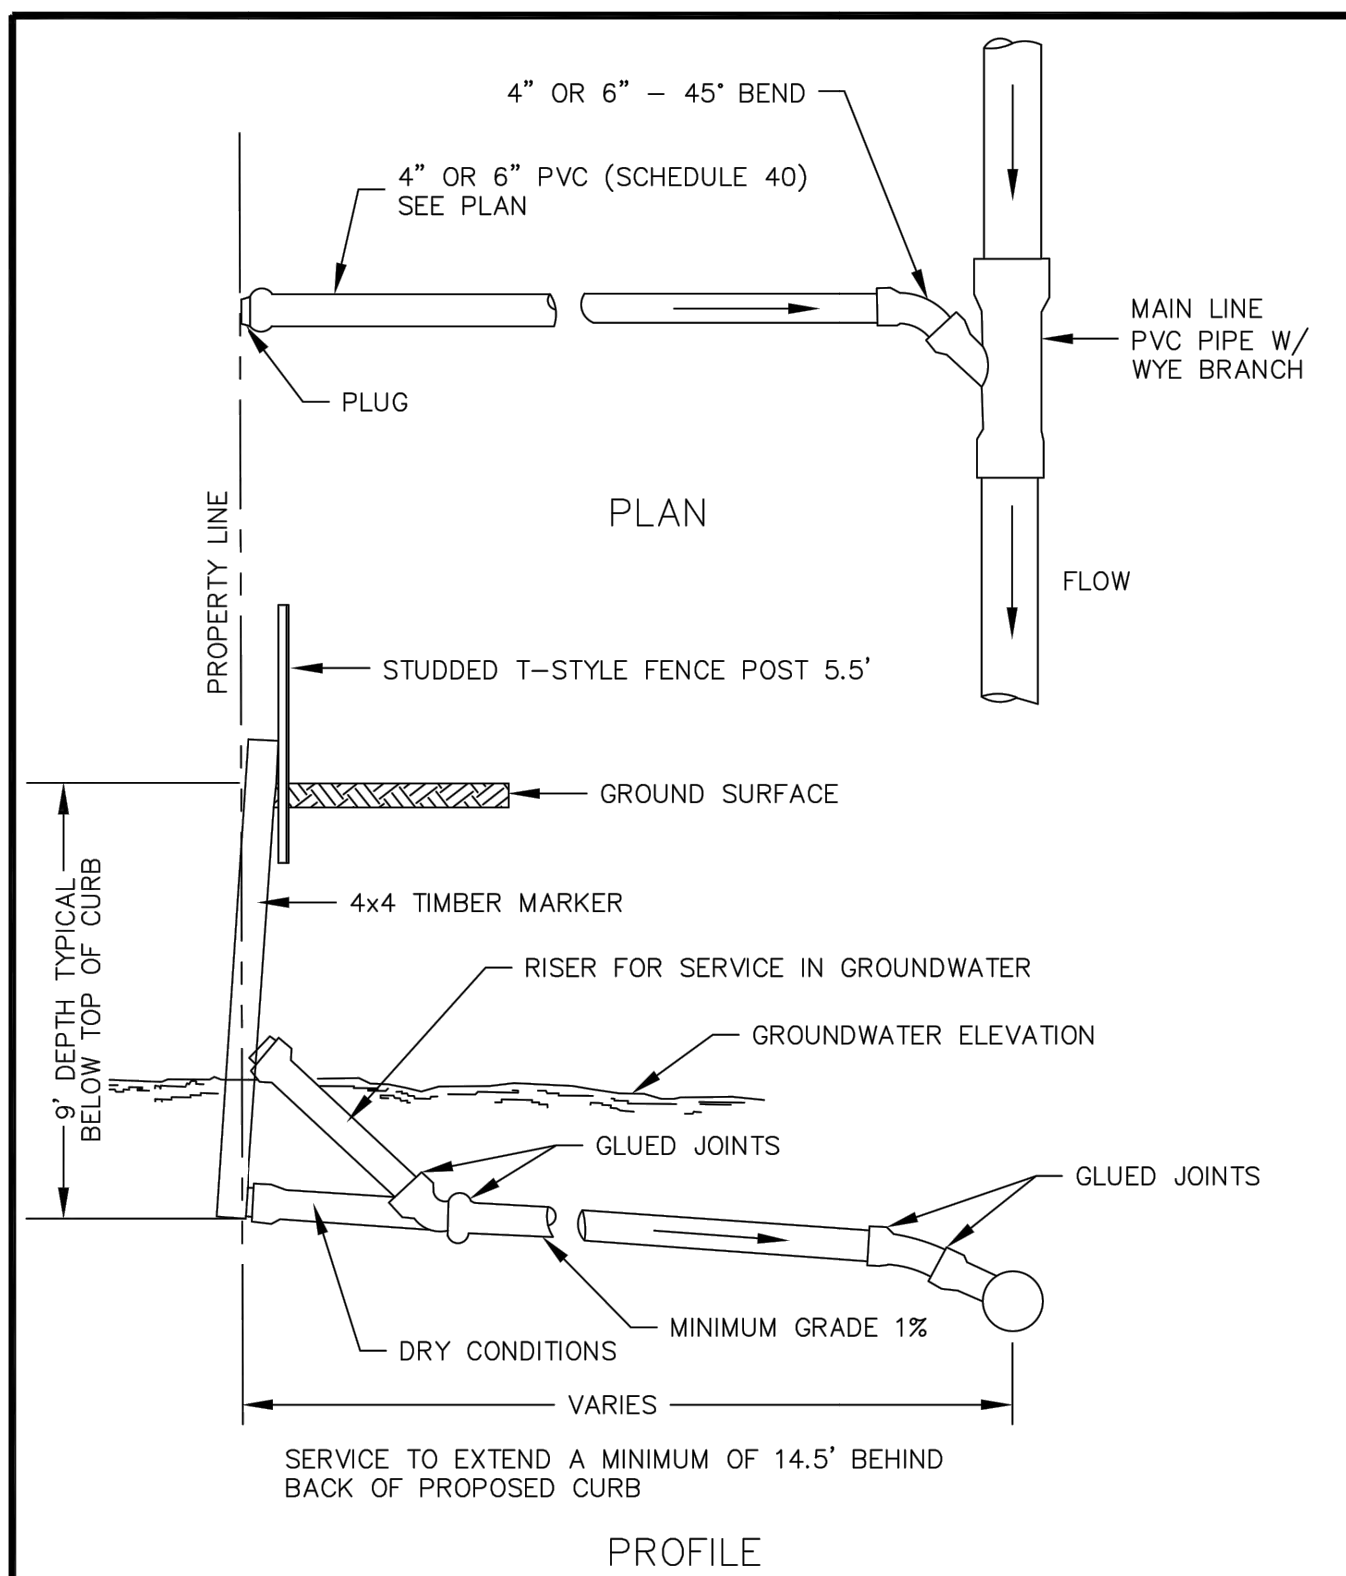 4” OR 6” – 45° BEND
4” OR 6” PVC (SCHEDULE 40)
SEE PLAN
MAIN LINE
PVC PIPE W/
WYE BRANCH
PLUG
PLAN
PROPERTY LINE
FLOW
STUDDED T–STYLE FENCE POST 5.5’
GROUND SURFACE
9’ DEPTH TYPICAL
BELOW TOP OF CURB
4x4 TIMBER MARKER
RISER FOR SERVICE IN GROUNDWATER
GROUNDWATER ELEVATION
GLUED JOINTS
GLUED JOINTS
MINIMUM GRADE 1%
DRY CONDITIONS
VARIES
SERVICE TO EXTEND A MINIMUM OF 14.5’ BEHIND
BACK OF PROPOSED CURB
PROFILE